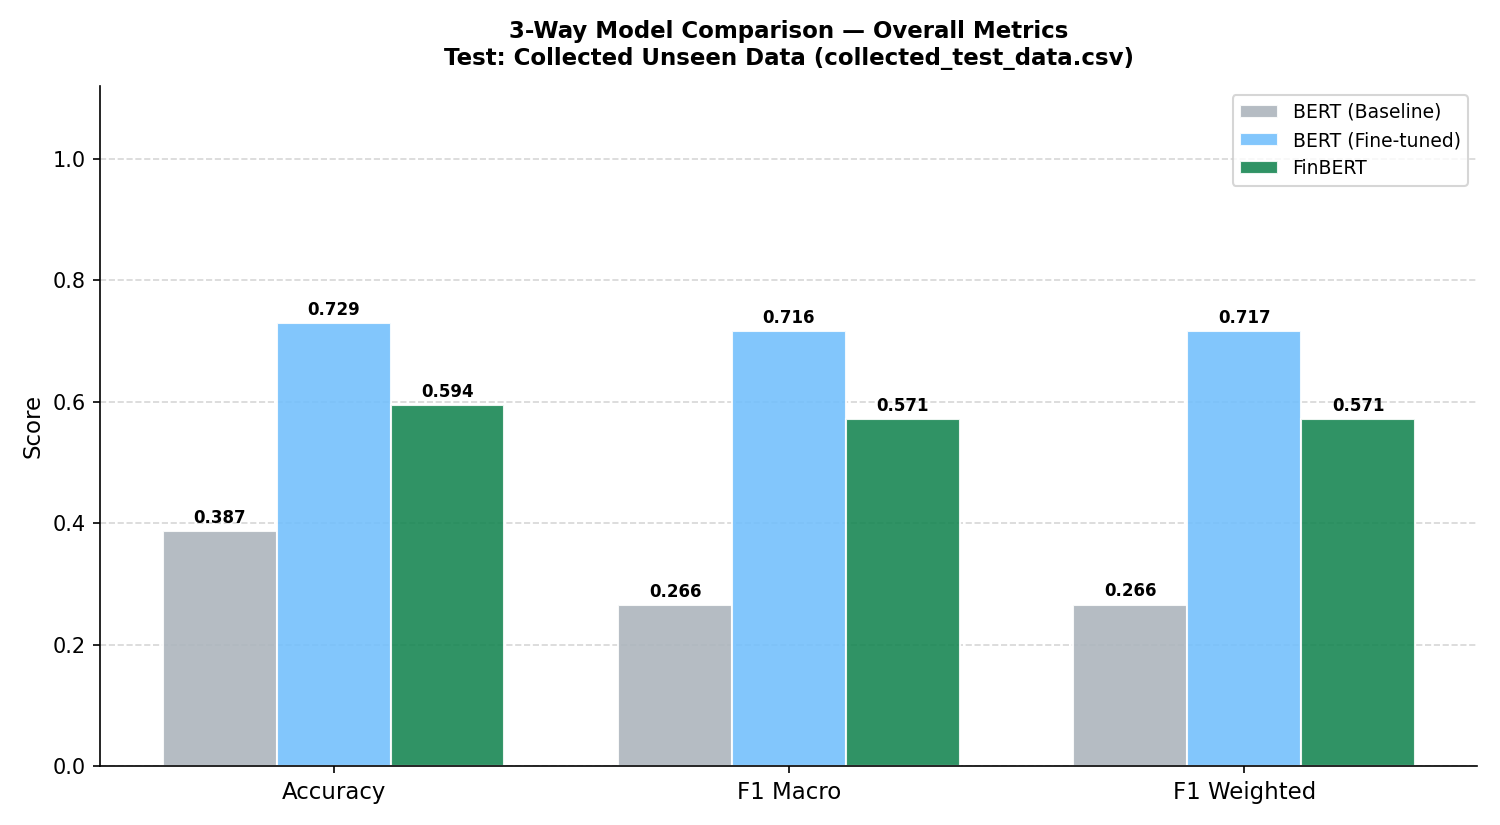 3-Way Model Comparison — Overall Metrics
Test: Collected Unseen Data (collected_test_data.csv)
BERT (Baseline)
BERT (Fine-tuned)
FinBERT
Score
1.0
0.8
0.6
0.4
0.2
0.0
0.387
0.729
0.594
0.266
0.716
0.571
0.266
0.717
0.571
Accuracy
F1 Macro
F1 Weighted